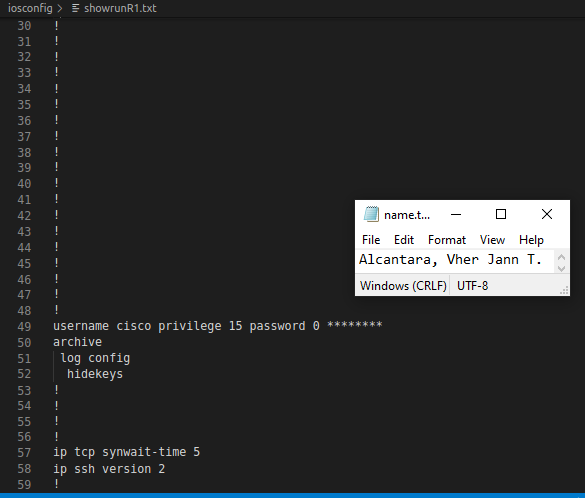 iosconfig > showrunR1.txt
30 !
31 !
32 !
33 !
34 !
35 !
36 !
37 !
38 !
39 !
40 !
41 !
42 !
43 !
44 !
45 !
46 !
47 !
48 !
49 username cisco privilege 15 password 0 ********
50 archive
51 log config
52 hidekeys
53 !
54 !
55 !
56 !
57 ip tcp synwait-time 5
58 ip ssh version 2
59 !
name.t...
File Edit Format View Help
Alcantara, Vher Jann T.
Windows (CRLF) UTF-8